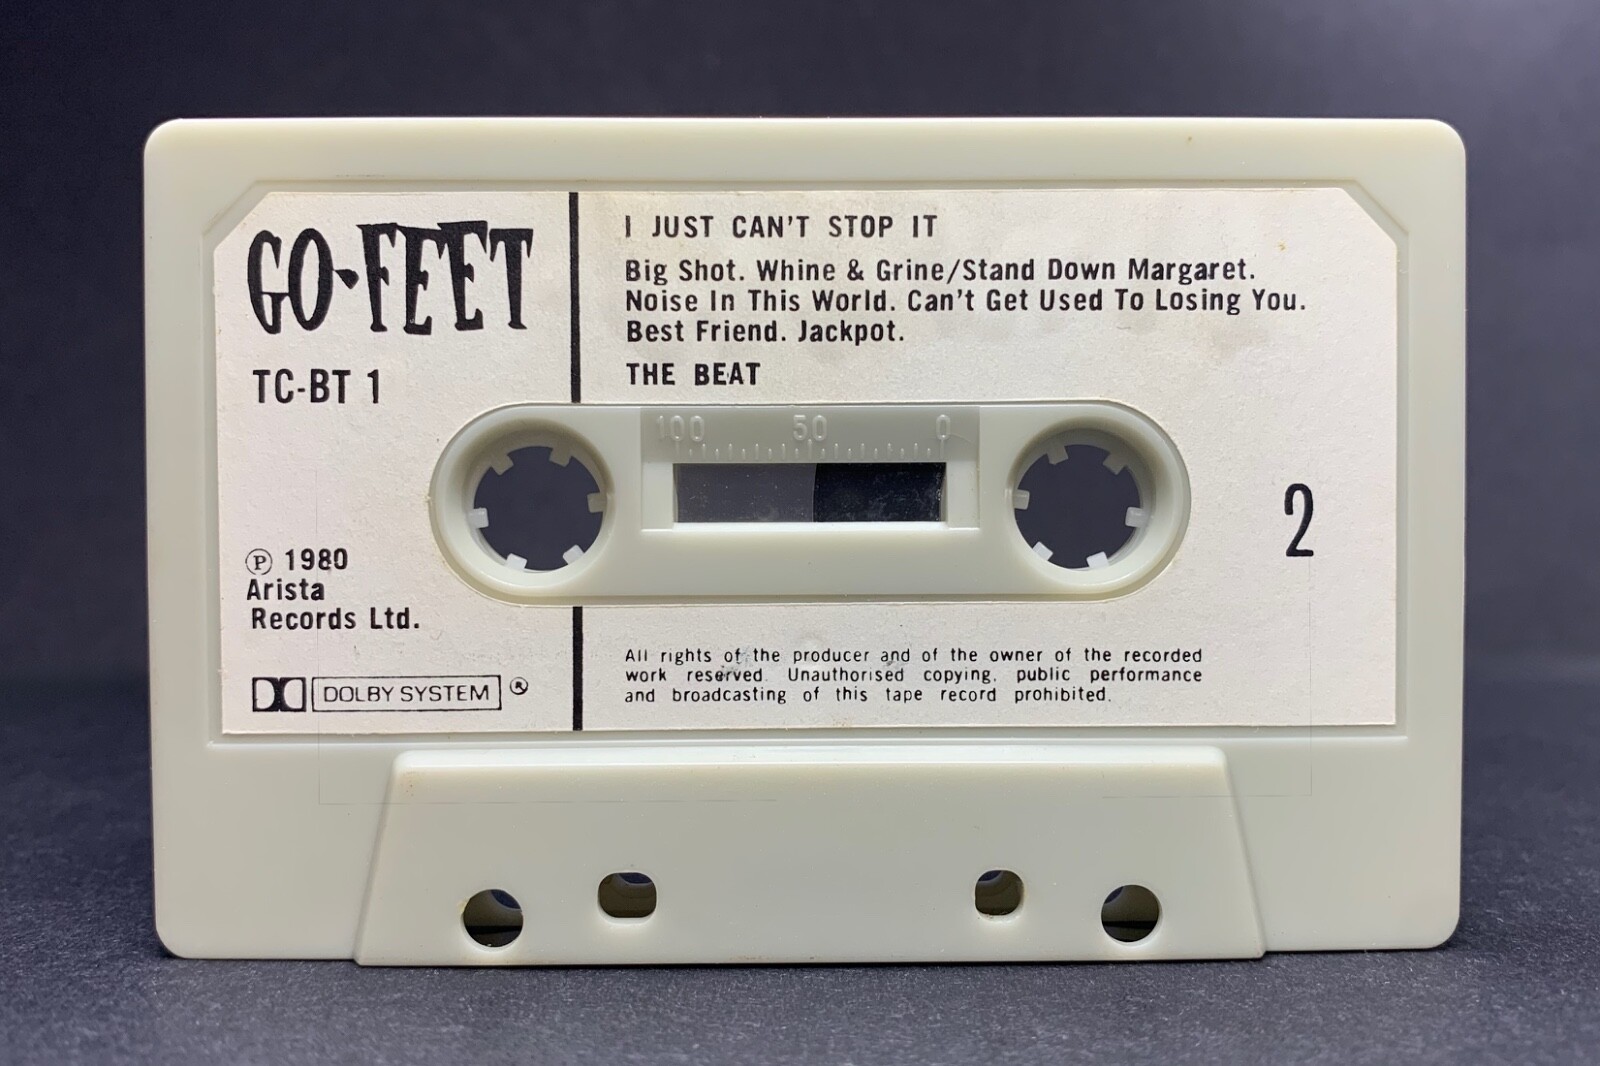 GO-FEET
TC-BT 1
℗ 1980
Arista
Records Ltd.
DOLBY SYSTEM ®
I JUST CAN'T STOP IT
Big Shot. Whine & Grine/Stand Down Margaret.
Noise In This World. Can't Get Used To Losing You.
Best Friend. Jackpot.
THE BEAT
100 50 0
2
All rights of the producer and of the owner of the recorded
work reserved. Unauthorised copying, public performance
and broadcasting of this tape record prohibited.